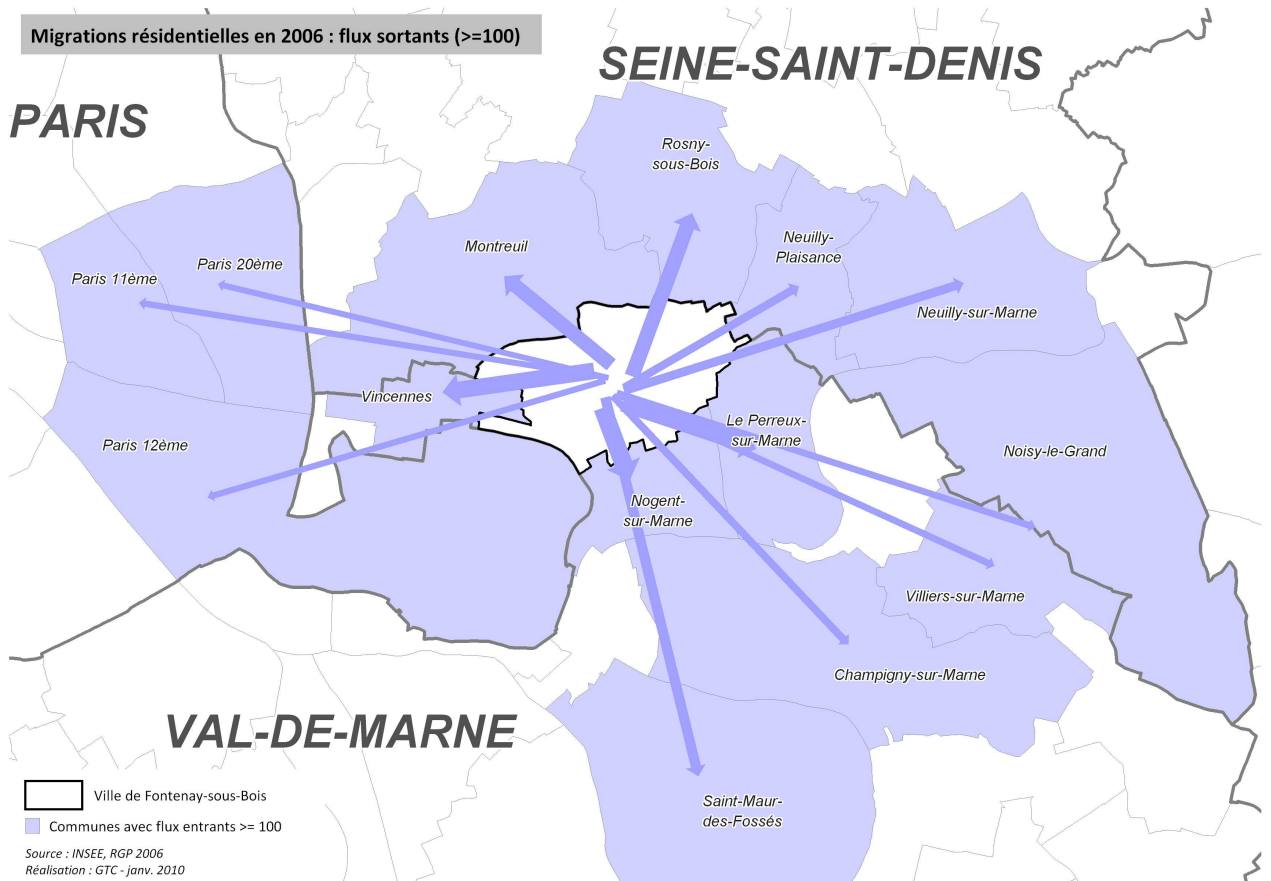 Migrations résidentielles en 2006 : flux sortants (>=100)
SEINE-SAINT-DENIS
PARIS
Rosny-
sous-Bois
Montreuil
Neuilly-
Plaisance
Paris 20ème
Paris 11ème
Neuilly-sur-Marne
Vincennes
Le Perreux-
sur-Marne
Paris 12ème
Noisy-le-Grand
Nogent-
sur-Marne
Villiers-sur-Marne
Champigny-sur-Marne
VAL-DE-MARNE
Saint-Maur-
des-Fossés
Ville de Fontenay-sous-Bois
Communes avec flux entrants >= 100
Source : INSEE, RGP 2006
Réalisation : GTC - janv. 2010